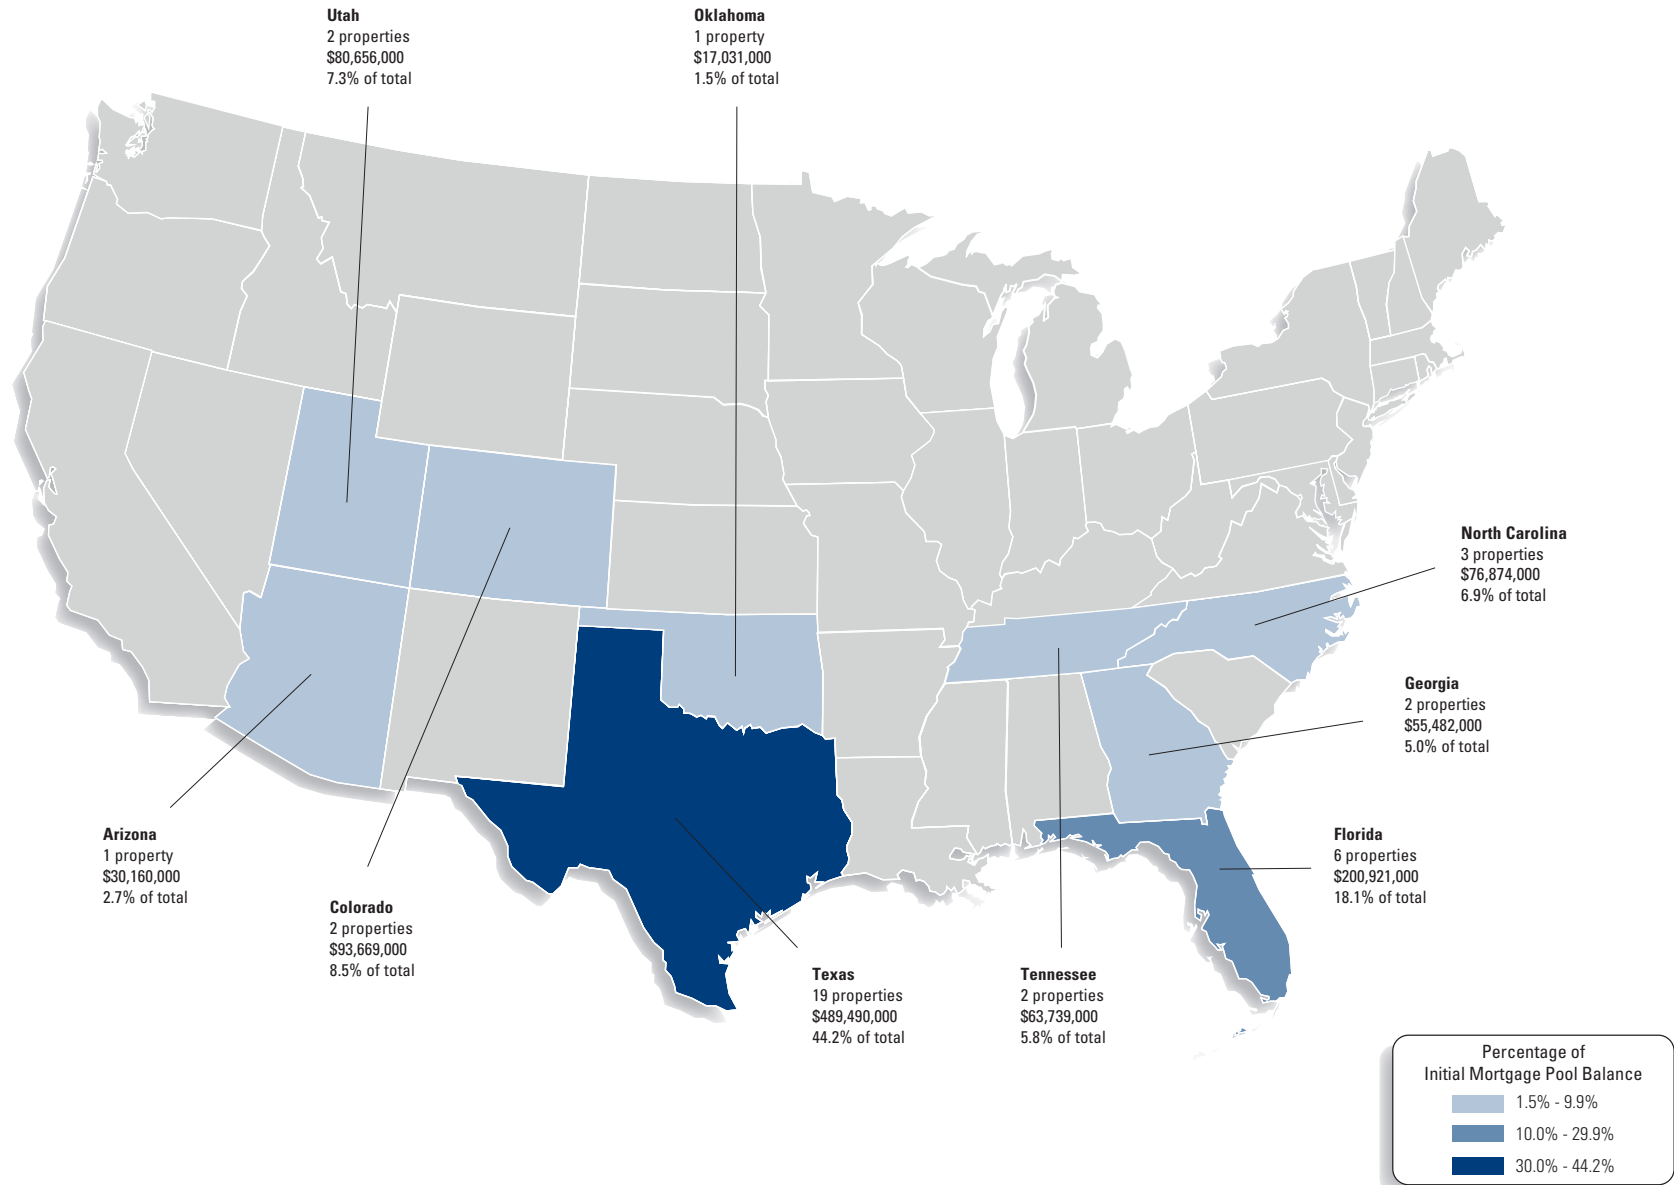 Utah
2 properties
$80,656,000
7.3% of total
Oklahoma
1 property
$17,031,000
1.5% of total
North Carolina
3 properties
$76,874,000
6.9% of total
Georgia
2 properties
$55,482,000
5.0% of total
Arizona
1 property
$30,160,000
2.7% of total
Florida
6 properties
$200,921,000
18.1% of total
Colorado
2 properties
$93,669,000
8.5% of total
Texas
19 properties
$489,490,000
44.2% of total
Tennessee
2 properties
$63,739,000
5.8% of total
Percentage of
Initial Mortgage Pool Balance
1.5% - 9.9%
10.0% - 29.9%
30.0% - 44.2%